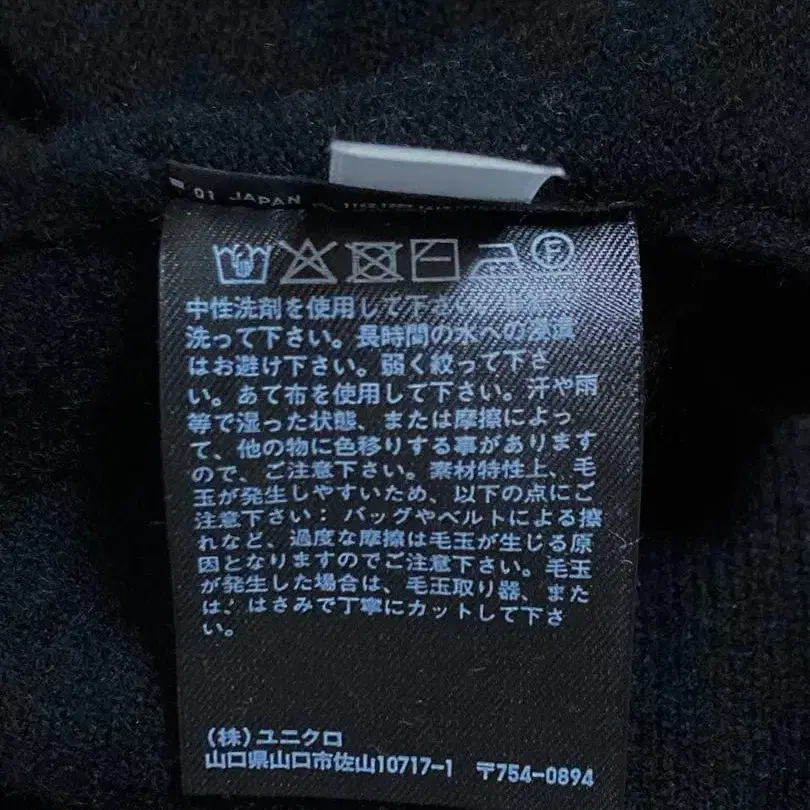 01 JAPAN
F
中性洗剤を使用して下さい。
洗って下さい。長時間の水への浸漬
はお避け下さい。弱く絞って下さ
い。あて布を使用して下さい。汗や雨
等で湿った状態、または摩擦によっ
て、他の物に色移りする事があります
ので、ご注意下さい。素材特性上、毛
玉が発生しやすいため、以下の点にご
注意下さい：バッグやベルトによる擦
れなど、過度な摩擦は毛玉が生じる原
因となりますのでご注意下さい。毛玉
が発生した場合は、毛玉取り器、また
は、はさみで丁寧にカットして下さ
い。
(株)ユニクロ
山口県山口市佐山10717-1 〒754-0894